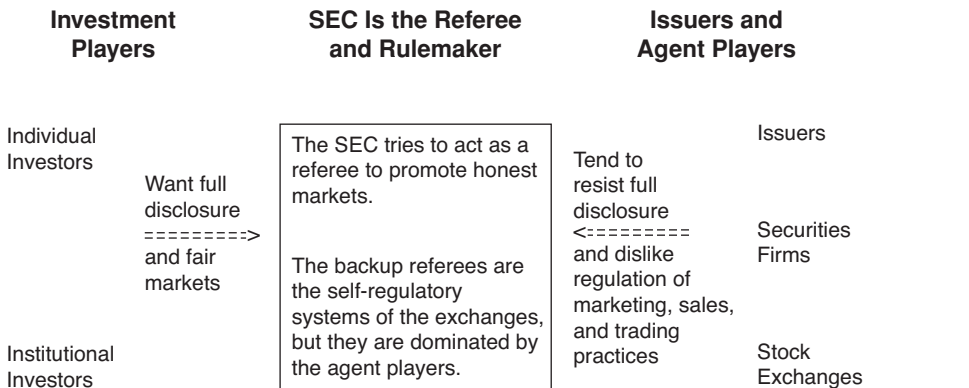 Investment
Players
SEC Is the Referee
and Rulemaker
Issuers and
Agent Players
Individual
Investors
Want full
disclosure
=========>
and fair
markets
Institutional
Investors
The SEC tries to act as a
referee to promote honest
markets.
The backup referees are
the self-regulatory
systems of the exchanges,
but they are dominated by
the agent players.
Tend to
resist full
disclosure
<=========
and dislike
regulation of
marketing, sales,
and trading
practices
Issuers
Securities
Firms
Stock
Exchanges